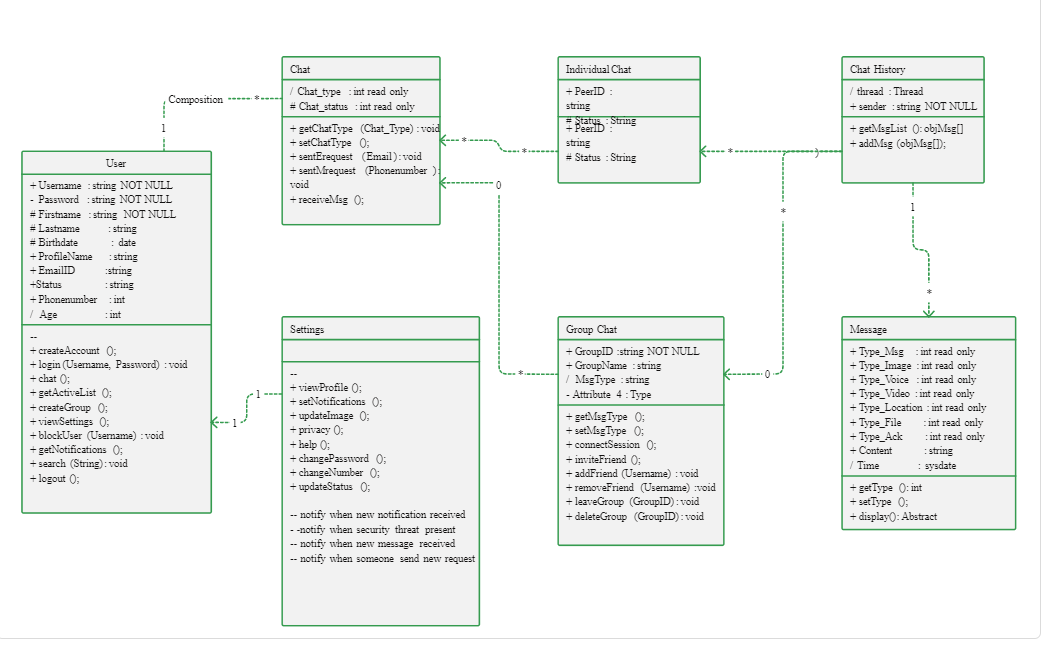 Chat
/ Chat_type : int read only
# Chat_status : int read only
+ getChatType (Chat_Type) : void
+ setChatType ();
+ sentErequest (Email) : void
+ sentMrequest (Phonenumber ) :
void
+ receiveMsg ();
Individual Chat
+ PeerID :
string
# Status : String
+ PeerID :
string
# Status : String
Chat History
/ thread : Thread
+ sender : string NOT NULL
+ getMsgList () : objMsg[]
+ addMsg (objMsg[]);
Composition
*
1
*
*
*
)
0
*
1
*
*
0
1
1
User
+ Username : string NOT NULL
- Password : string NOT NULL
# Firstname : string NOT NULL
# Lastname : string
# Birthdate : date
+ ProfileName : string
+ EmailID :string
+Status : string
+ Phonenumber : int
/ Age : int
--
+ createAccount ();
+ login (Username, Password) : void
+ chat ();
+ getActiveList ();
+ createGroup ();
+ viewSettings ();
+ blockUser (Username) : void
+ getNotifications ();
+ search (String) : void
+ logout ();
Settings
--
+ viewProfile ();
+ setNotifications ();
+ updateImage ();
+ privacy ();
+ help ();
+ changePassword ();
+ changeNumber ();
+ updateStatus ();
-- notify when new notification received
- -notify when security threat present
-- notify when new message received
-- notify when someone send new request
Group Chat
+ GroupID :string NOT NULL
+ GroupName : string
/ MsgType : string
- Attribute 4 : Type
+ getMsgType ();
+ setMsgType ();
+ connectSession ();
+ inviteFriend ();
+ addFriend (Username) : void
+ removeFriend (Username) :void
+ leaveGroup (GroupID) : void
+ deleteGroup (GroupID) : void
Message
+ Type_Msg : int read only
+ Type_Image : int read only
+ Type_Voice : int read only
+ Type_Video : int read only
+ Type_Location : int read only
+ Type_File : int read only
+ Type_Ack : int read only
+ Content : string
/ Time : sysdate
+ getType () : int
+ setType ();
+ display() : Abstract